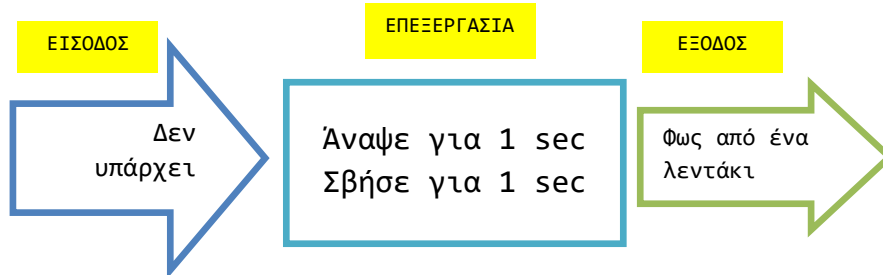 ΕΙΣΟΔΟΣ
Δεν
υπάρχει
ΕΠΕΞΕΡΓΑΣΙΑ
Άναψε για 1 sec
Σβήσε για 1 sec
ΕΞΟΔΟΣ
Φως από ένα
λεντάκι